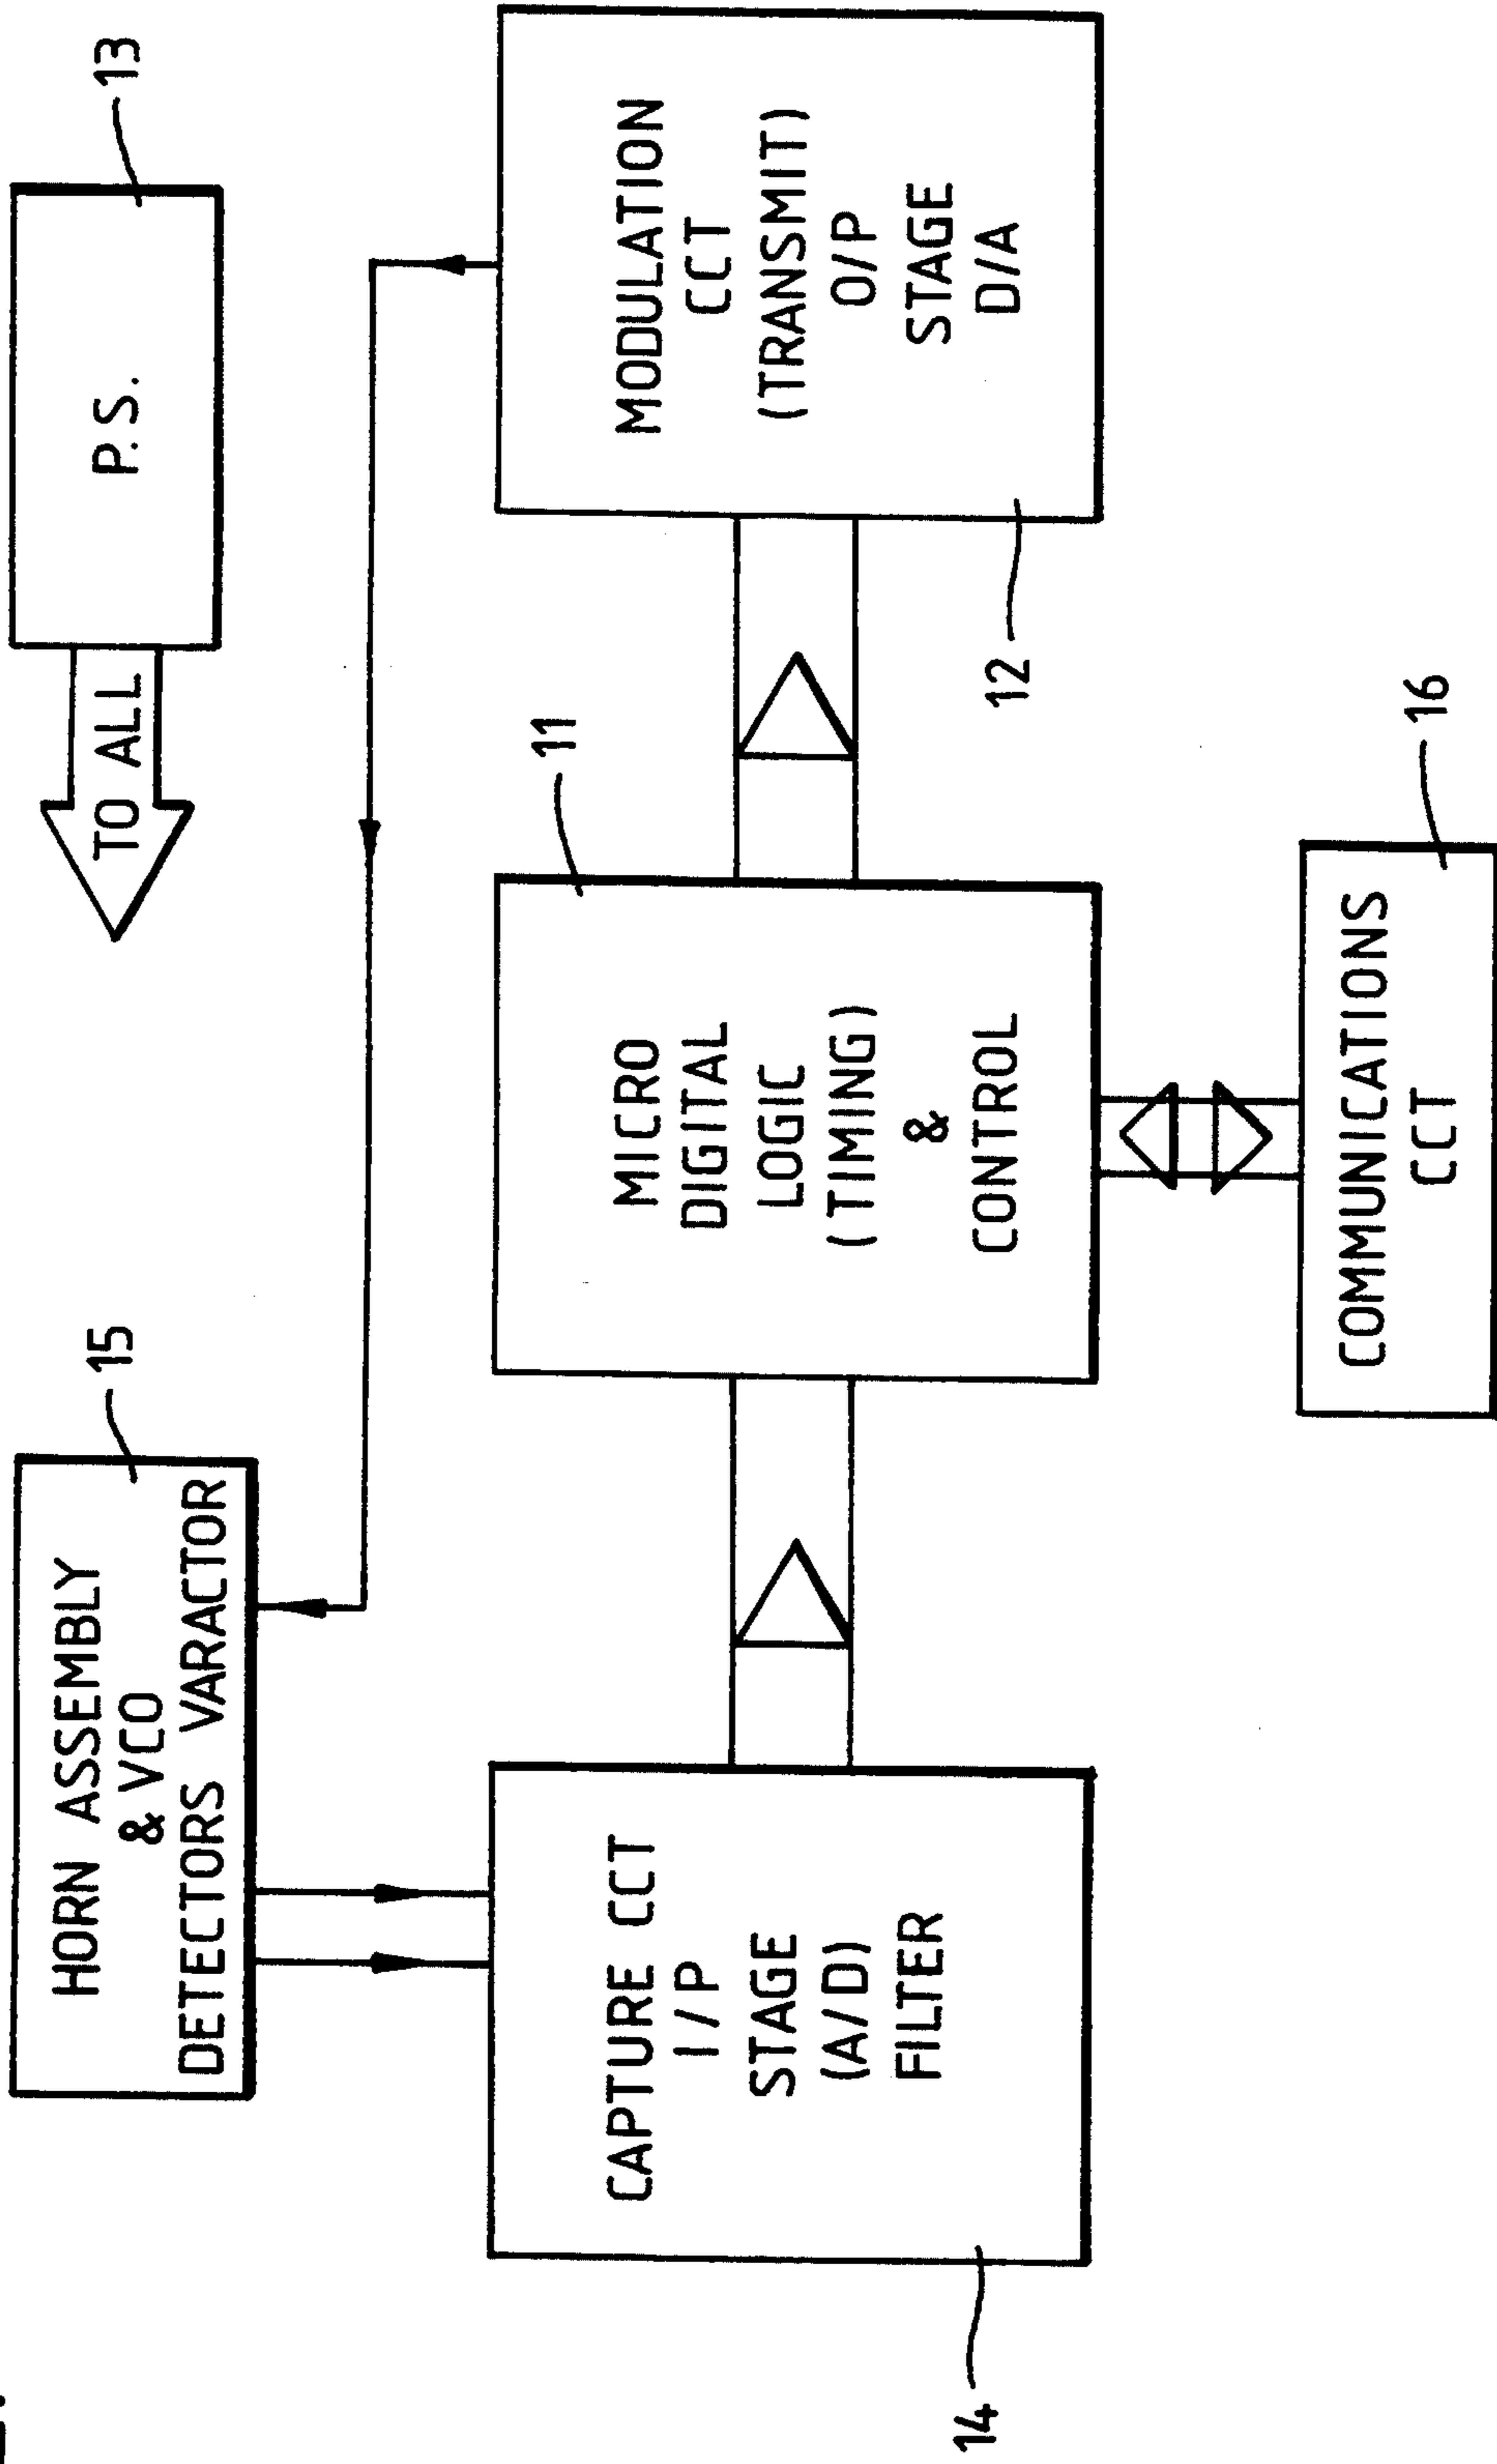 HORN ASSEMBLY
& VCO
DETECTORS VARACTOR
15
TO ALL
P.S.
13
CAPTURE CCT
I/P
STAGE
(A/D)
FILTER
14
MICRO
DIGITAL
LOGIC
(TIMING)
&
CONTROL
11
MODULATION
CCT
(TRANSMIT)
O/P
STAGE
D/A
12
COMMUNICATIONS
CCT
16